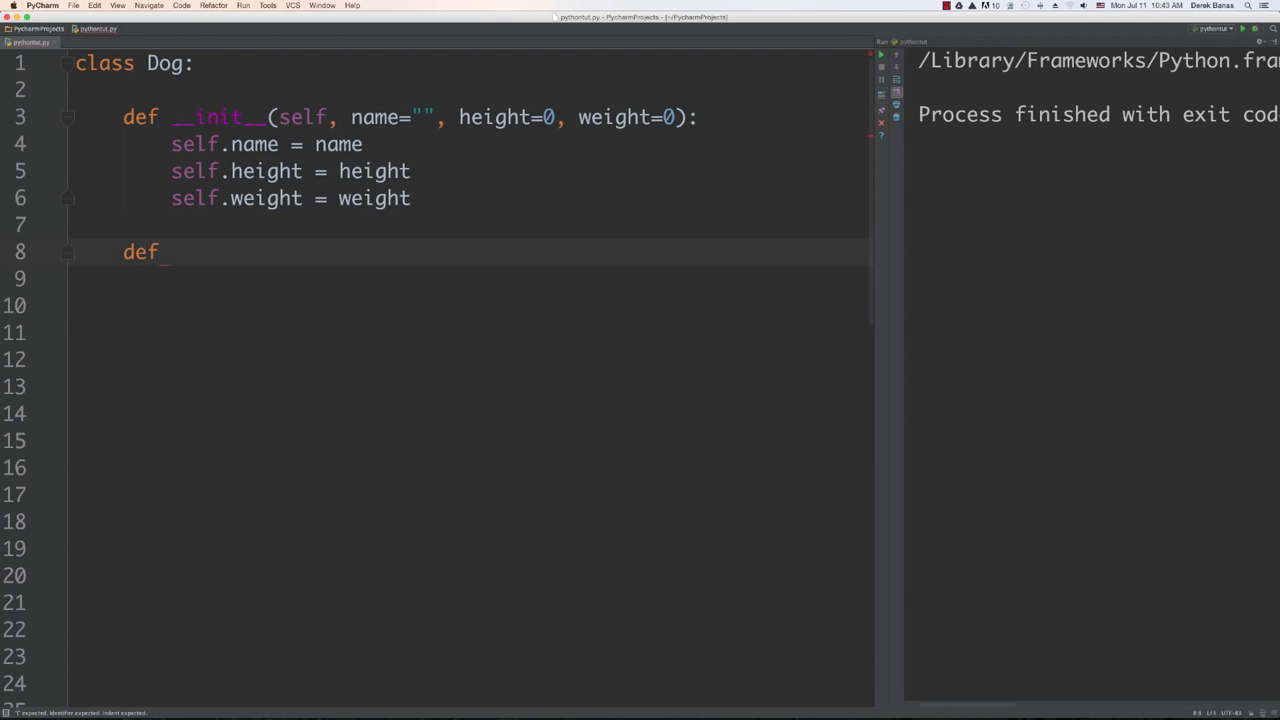 PyCharm File Edit View Navigate Code Refactor Run Tools VCS Window Help 10 Mon Jul 11 10:43 AM Derek Banas
pythontut.py - PycharmProjects - [~/PycharmProjects]
PycharmProjects pythontut.py pythontut
pythontut.py Run pythontut
1 class Dog:
2
3 def __init__(self, name="", height=0, weight=0):
4 self.name = name
5 self.height = height
6 self.weight = weight
7
8 def
9
10
11
12
13
14
15
16
17
18
19
20
21
22
23
24
/Library/Frameworks/Python.fra
Process finished with exit cod
'(' expected. Identifier expected. Indent expected. 8:8 LF÷ UTF-8÷